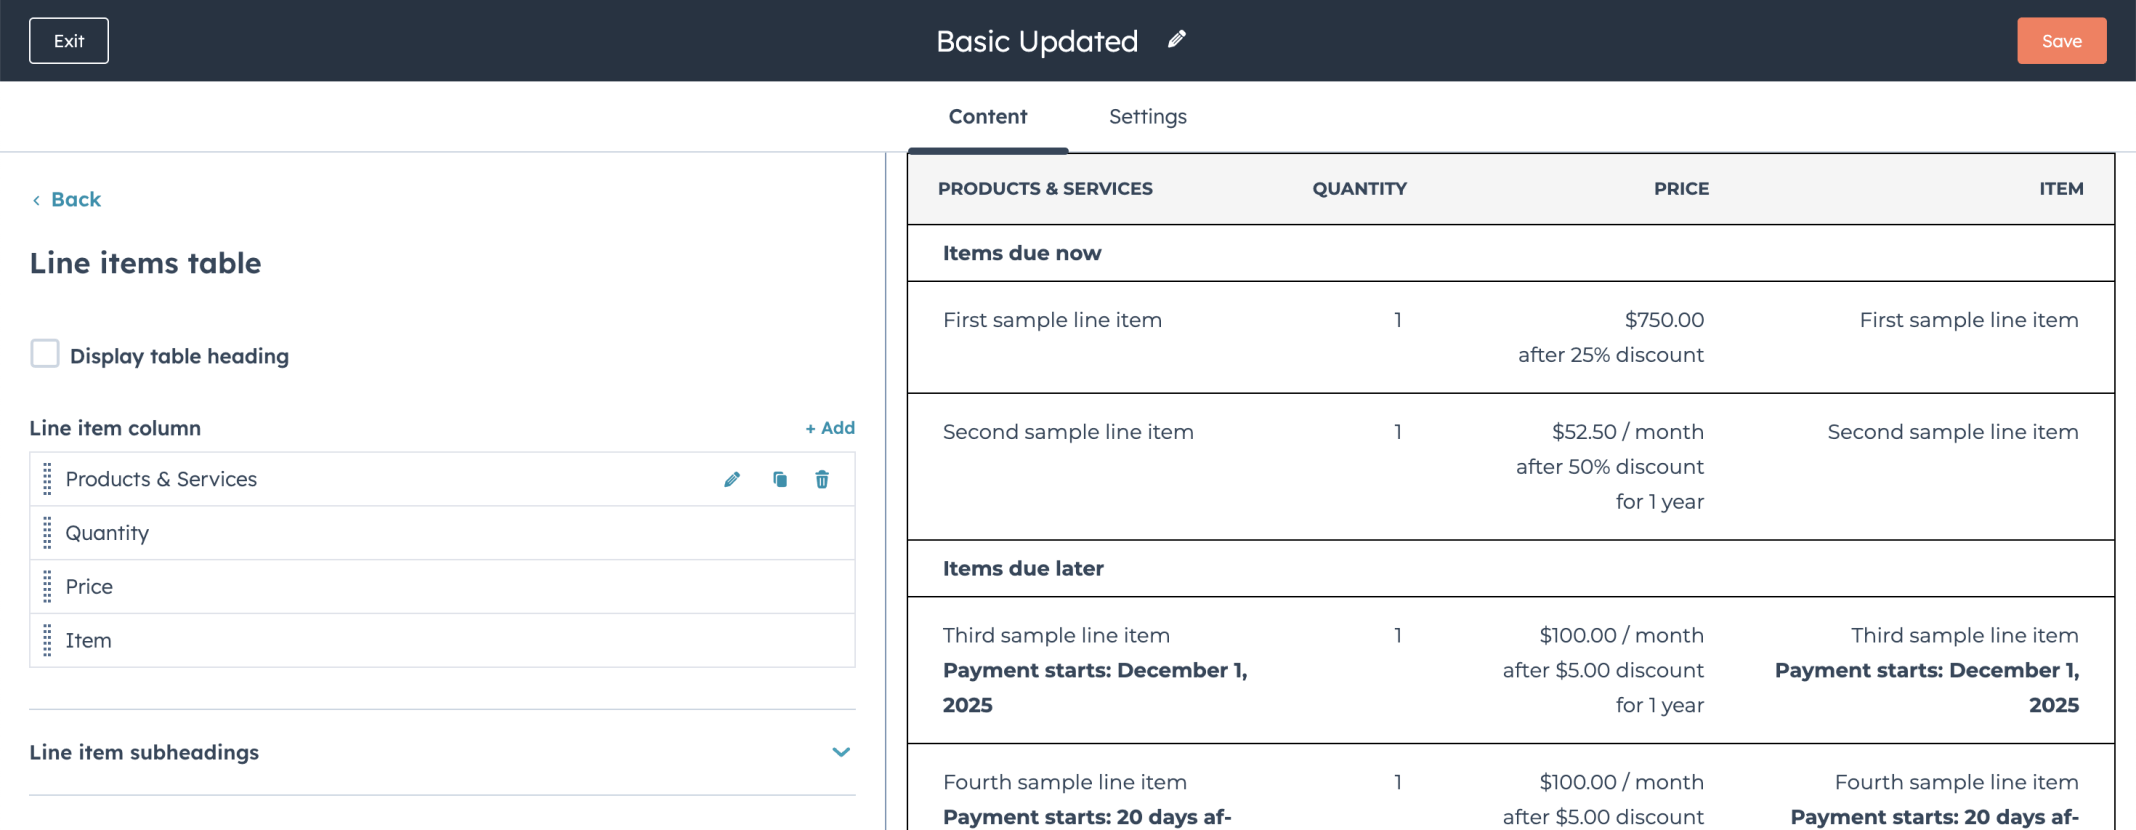 Exit
Basic Updated
Save
Content
Settings
‹ Back
Line items table
Display table heading
Line item column
+ Add
Products & Services
Quantity
Price
Item
Line item subheadings
PRODUCTS & SERVICES QUANTITY PRICE ITEM
Items due now
First sample line item 1 $750.00 First sample line item
after 25% discount
Second sample line item 1 $52.50 / month Second sample line item
after 50% discount
for 1 year
Items due later
Third sample line item 1 $100.00 / month Third sample line item
Payment starts: December 1, after $5.00 discount Payment starts: December 1,
2025 for 1 year 2025
Fourth sample line item 1 $100.00 / month Fourth sample line item
Payment starts: 20 days af- after $5.00 discount Payment starts: 20 days af-